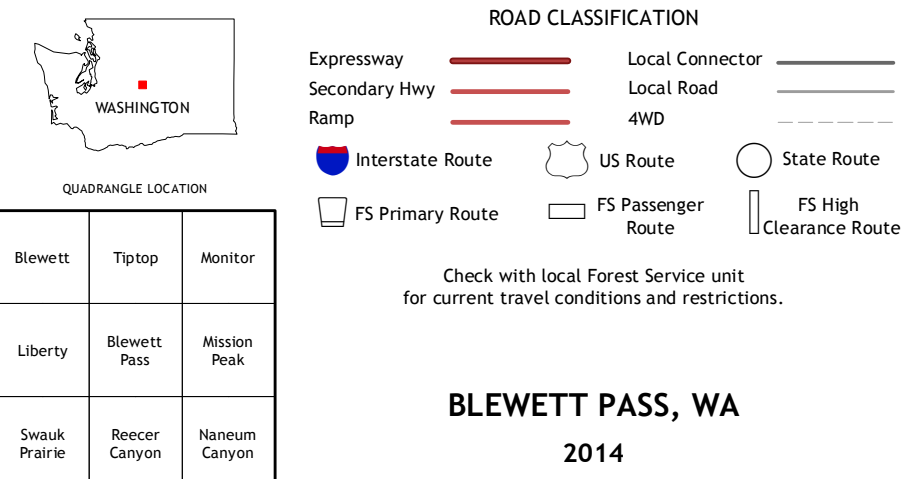 WASHINGTON
QUADRANGLE LOCATION
Blewett
Tiptop
Monitor
Liberty
Blewett
Pass
Mission
Peak
Swauk
Prairie
Reecer
Canyon
Naneum
Canyon
ROAD CLASSIFICATION
Expressway
Local Connector
Secondary Hwy
Local Road
Ramp
4WD
Interstate Route
US Route
State Route
FS Primary Route
FS Passenger
Route
FS High
Clearance Route
Check with local Forest Service unit
for current travel conditions and restrictions.
BLEWETT PASS, WA
2014